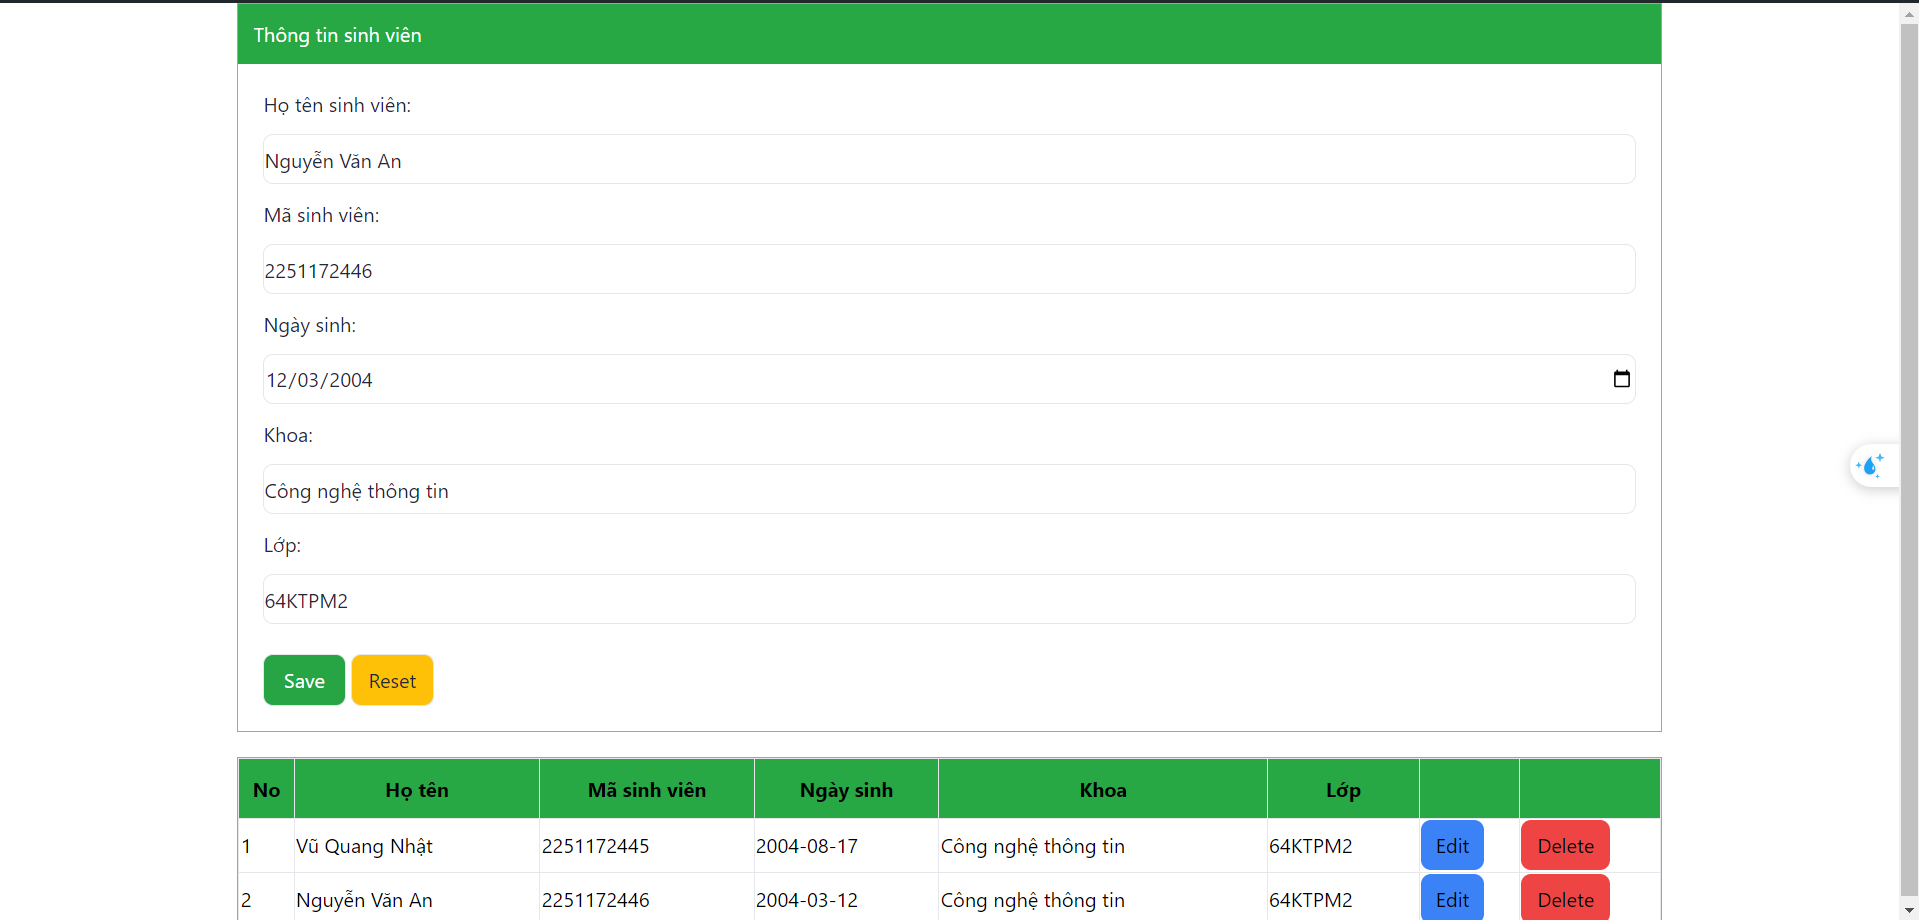 Thông tin sinh viên
Họ tên sinh viên:
Nguyễn Văn An
Mã sinh viên:
2251172446
Ngày sinh:
12/03/2004
Khoa:
Công nghệ thông tin
Lớp:
64KTPM2
Save Reset
No Họ tên Mã sinh viên Ngày sinh Khoa Lớp
1 Vũ Quang Nhật 2251172445 2004-08-17 Công nghệ thông tin 64KTPM2 Edit Delete
2 Nguyễn Văn An 2251172446 2004-03-12 Công nghệ thông tin 64KTPM2 Edit Delete